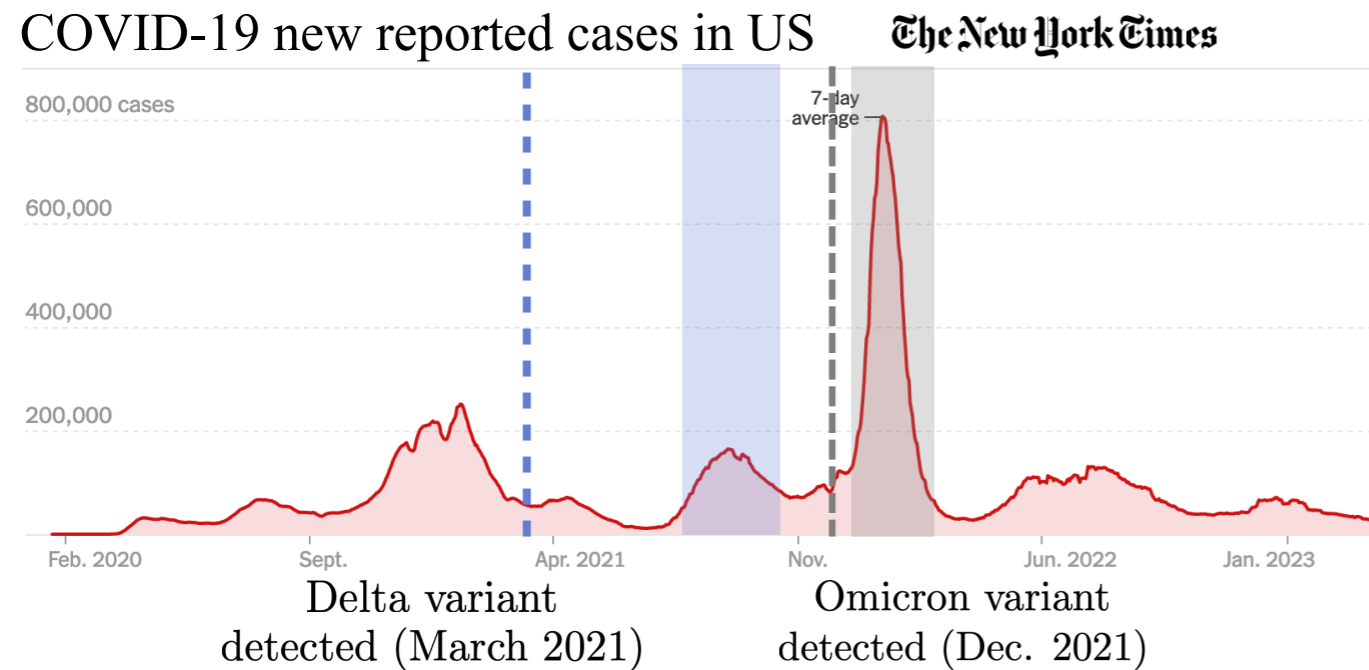 COVID-19 new reported cases in US
The New York Times
800,000 cases
7-day
average
600,000
400,000
200,000
Feb. 2020 Sept. Apr. 2021 Nov. Jun. 2022 Jan. 2023
Delta variant
detected (March 2021)
Omicron variant
detected (Dec. 2021)